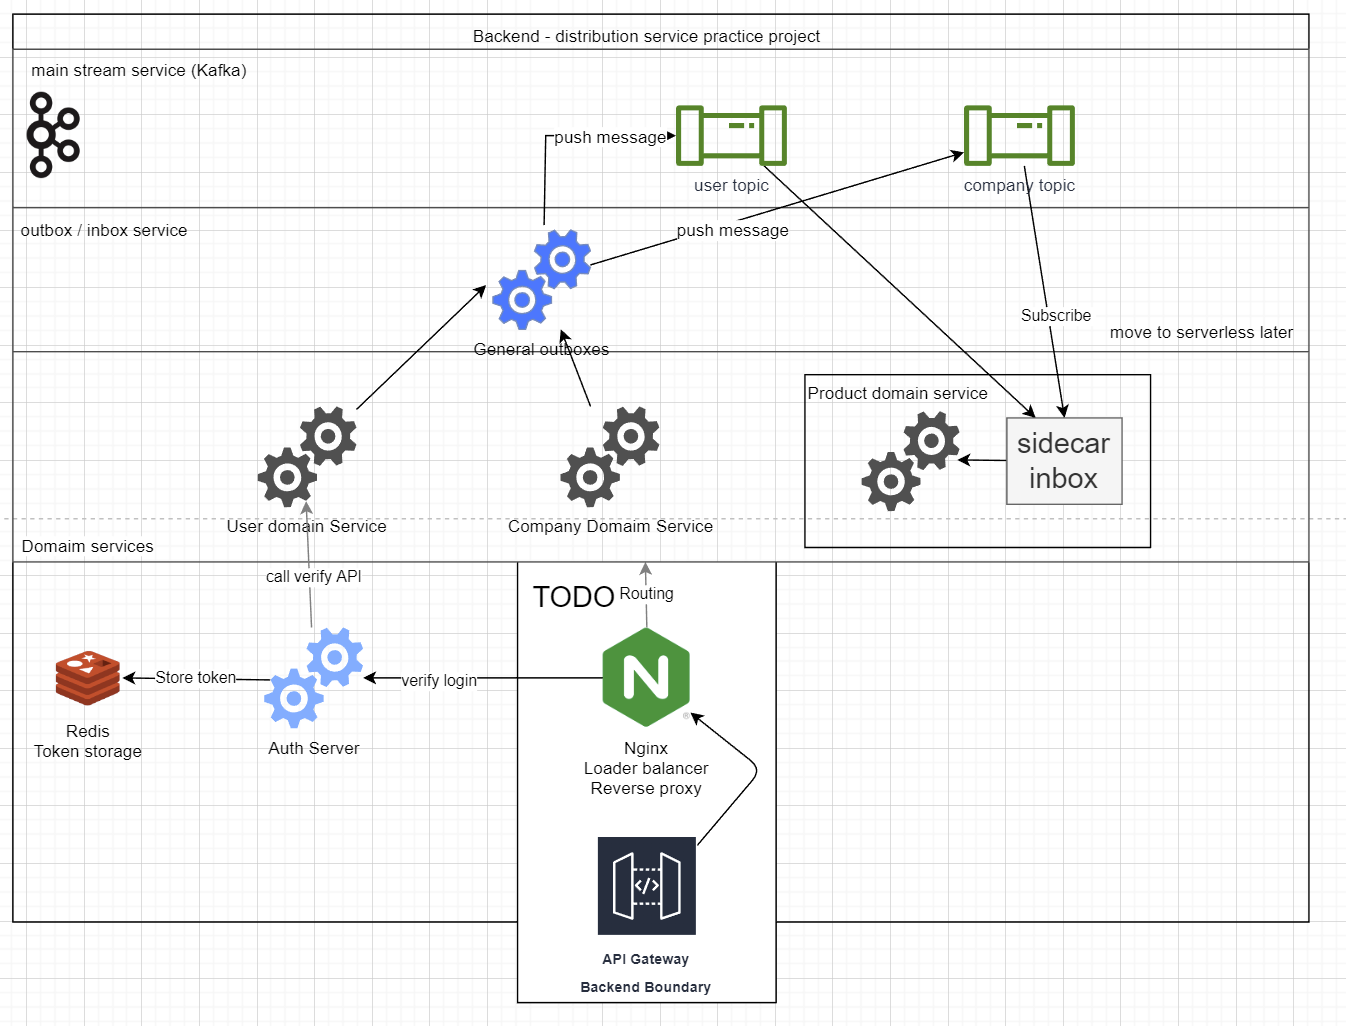 Backend - distribution service practice project
main stream service (Kafka)
push message
user topic
company topic
outbox / inbox service
push message
Subscribe
move to serverless later
General outboxes
Product domain service
sidecar
inbox
User domain Service
Company Domaim Service
Domaim services
call verify API
TODO
Routing
N
Store token
verify login
®
Redis
Token storage
Auth Server
Nginx
Loader balancer
Reverse proxy
</>
API Gateway
Backend Boundary